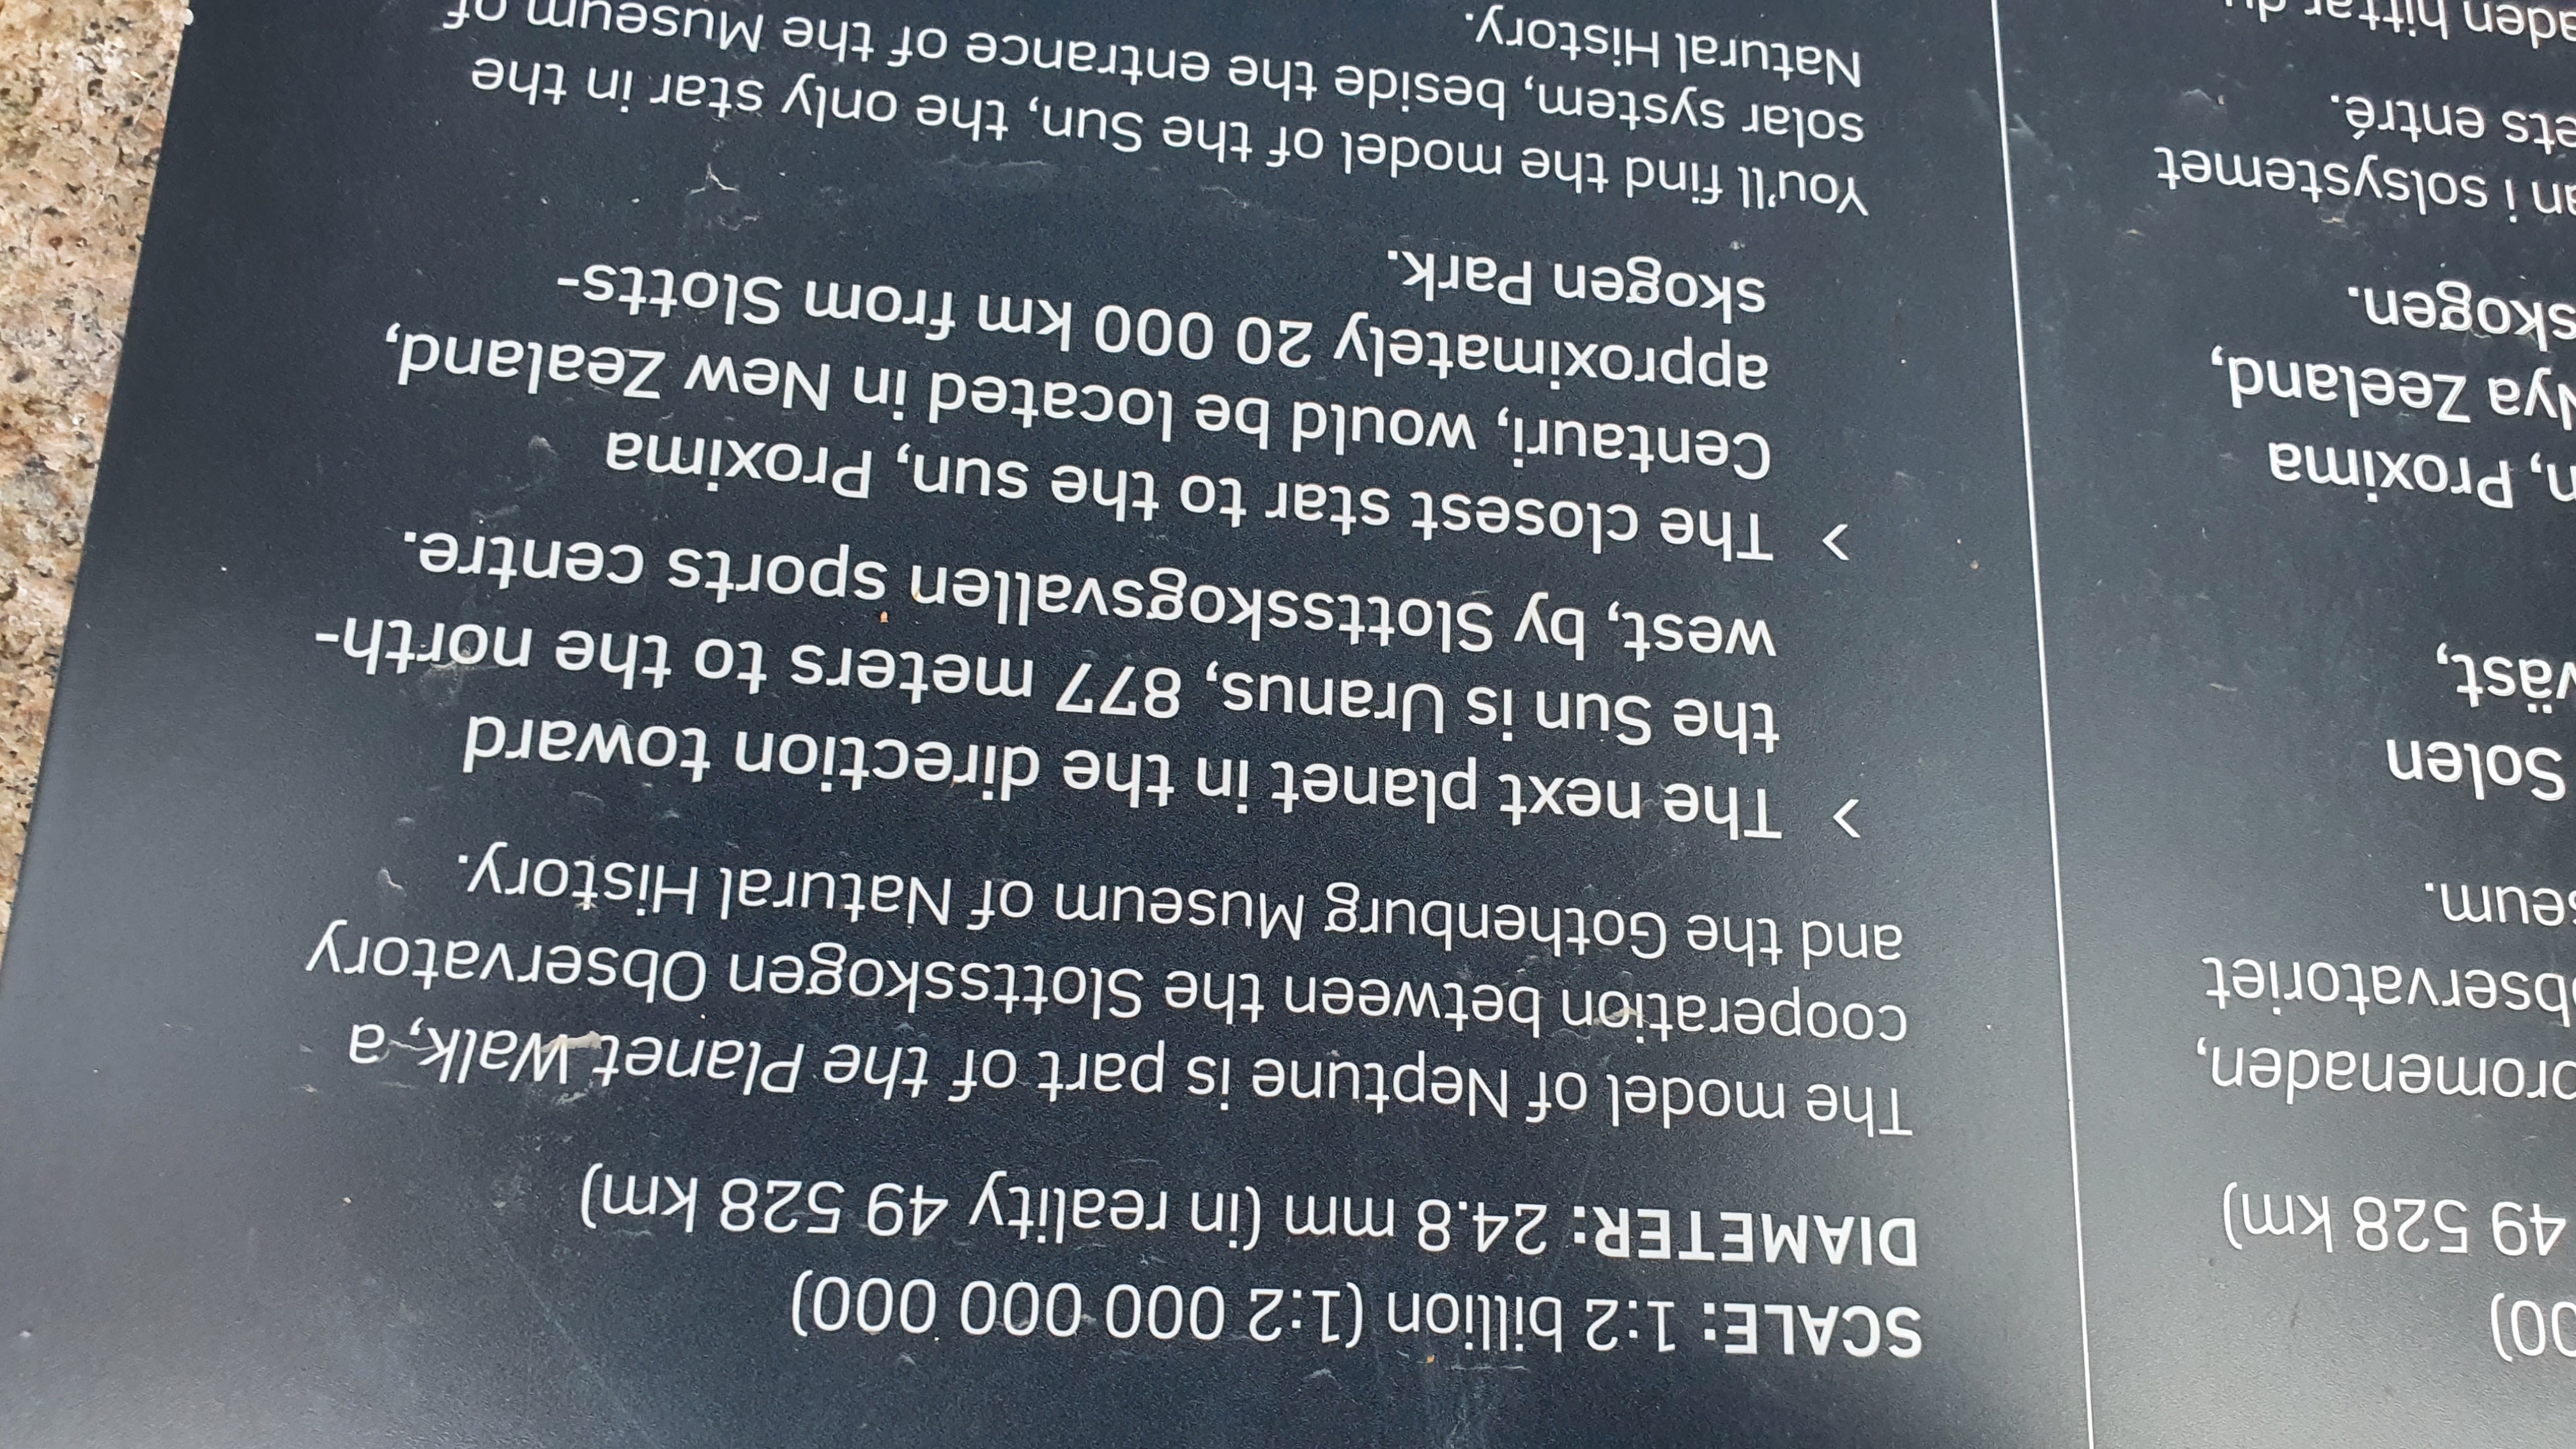 00)
49 528 km)
promenaden,
observatoriet
seum.
Solen
väst,
n, Proxima
Nya Zeeland,
skogen.
an i solsystemet
ets entré.
aden hittar du
SCALE: 1:2 billion (1:2 000 000 000)
DIAMETER: 24.8 mm (in reality 49 528 km)
The model of Neptune is part of the Planet Walk, a
cooperation between the Slottsskogen Observatory
and the Gothenburg Museum of Natural History.
> The next planet in the direction toward
the Sun is Uranus, 877 meters to the north-
west, by Slottsskogsvallen sports centre.
> The closest star to the sun, Proxima
Centauri, would be located in New Zealand,
approximately 20 000 km from Slotts-
skogen Park.
You'll find the model of the Sun, the only star in the
solar system, beside the entrance of the Museum of
Natural History.